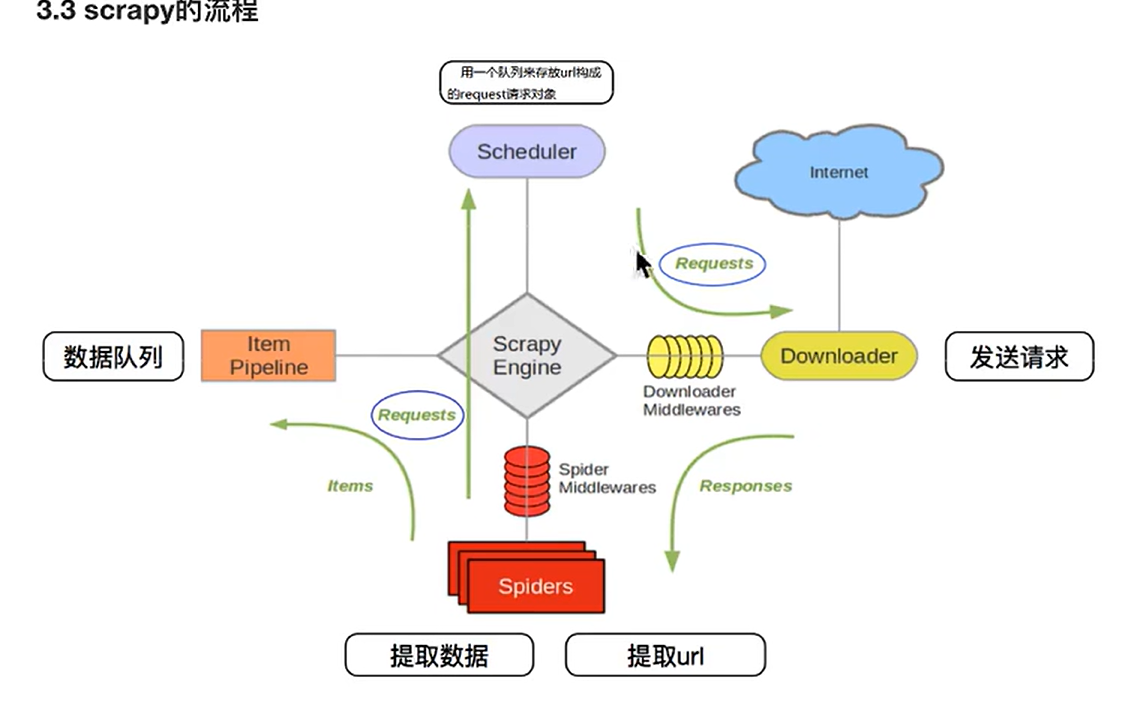 3.3 scrapy的流程
用一个队列来存放url构成
的request请求对象
Scheduler
Internet
Requests
数据队列
Item
Pipeline
Scrapy
Engine
Downloader
发送请求
Downloader
Middlewares
Requests
Items
Spider
Middlewares
Responses
Spiders
提取数据
提取url